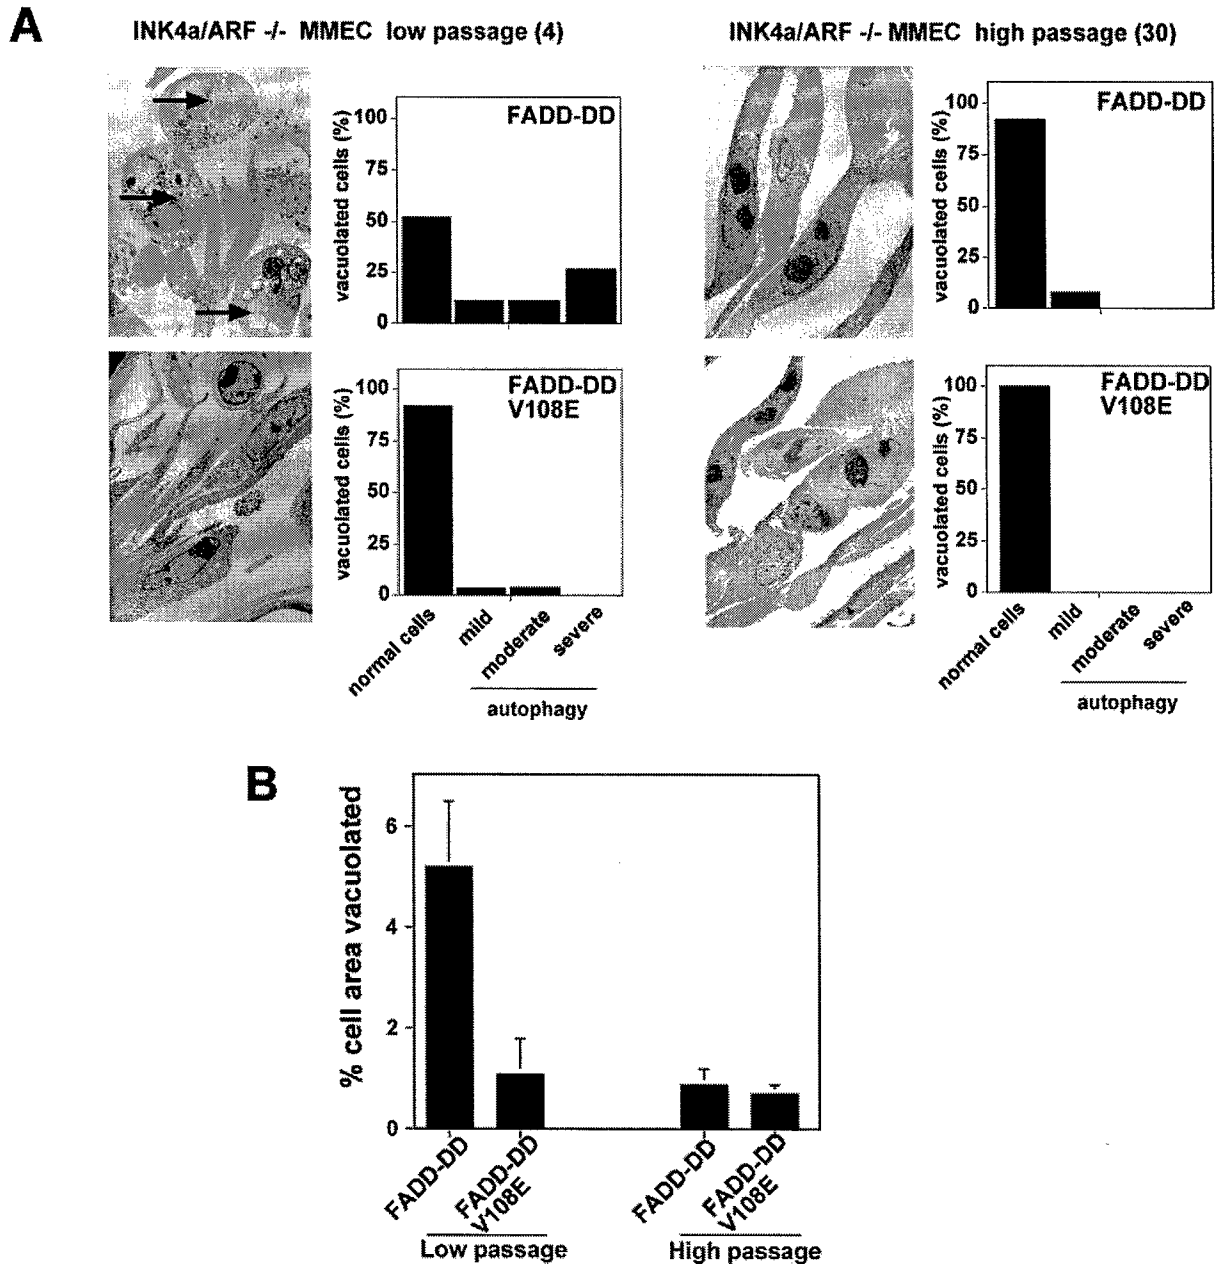 A
INK4a/ARF -/- MMEC low passage (4)
INK4a/ARF -/- MMEC high passage (30)
vacuolated cells (%)
100
75
50
25
0
FADD-DD
vacuolated cells (%)
100
75
50
25
0
FADD-DD
vacuolated cells (%)
100
75
50
25
0
FADD-DD
V108E
normal cells
mild
moderate
severe
autophagy
vacuolated cells (%)
100
75
50
25
0
FADD-DD
V108E
normal cells
mild
moderate
severe
autophagy
B
% cell area vacuolated
6
4
2
0
FADD-DD
FADD-DD
V108E
FADD-DD
FADD-DD
V108E
Low passage
High passage